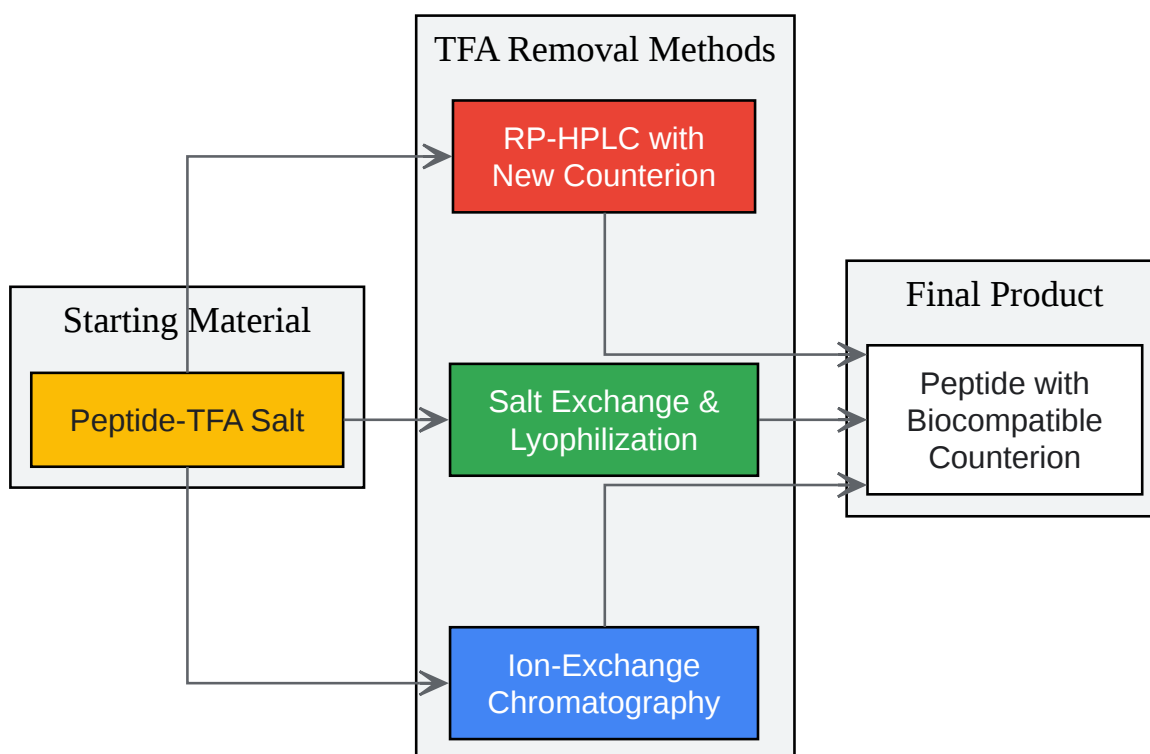 TFA Removal Methods
RP-HPLC with
New Counterion
Starting Material
Peptide-TFA Salt
Salt Exchange &
Lyophilization
Ion-Exchange
Chromatography
Final Product
Peptide with
Biocompatible
Counterion